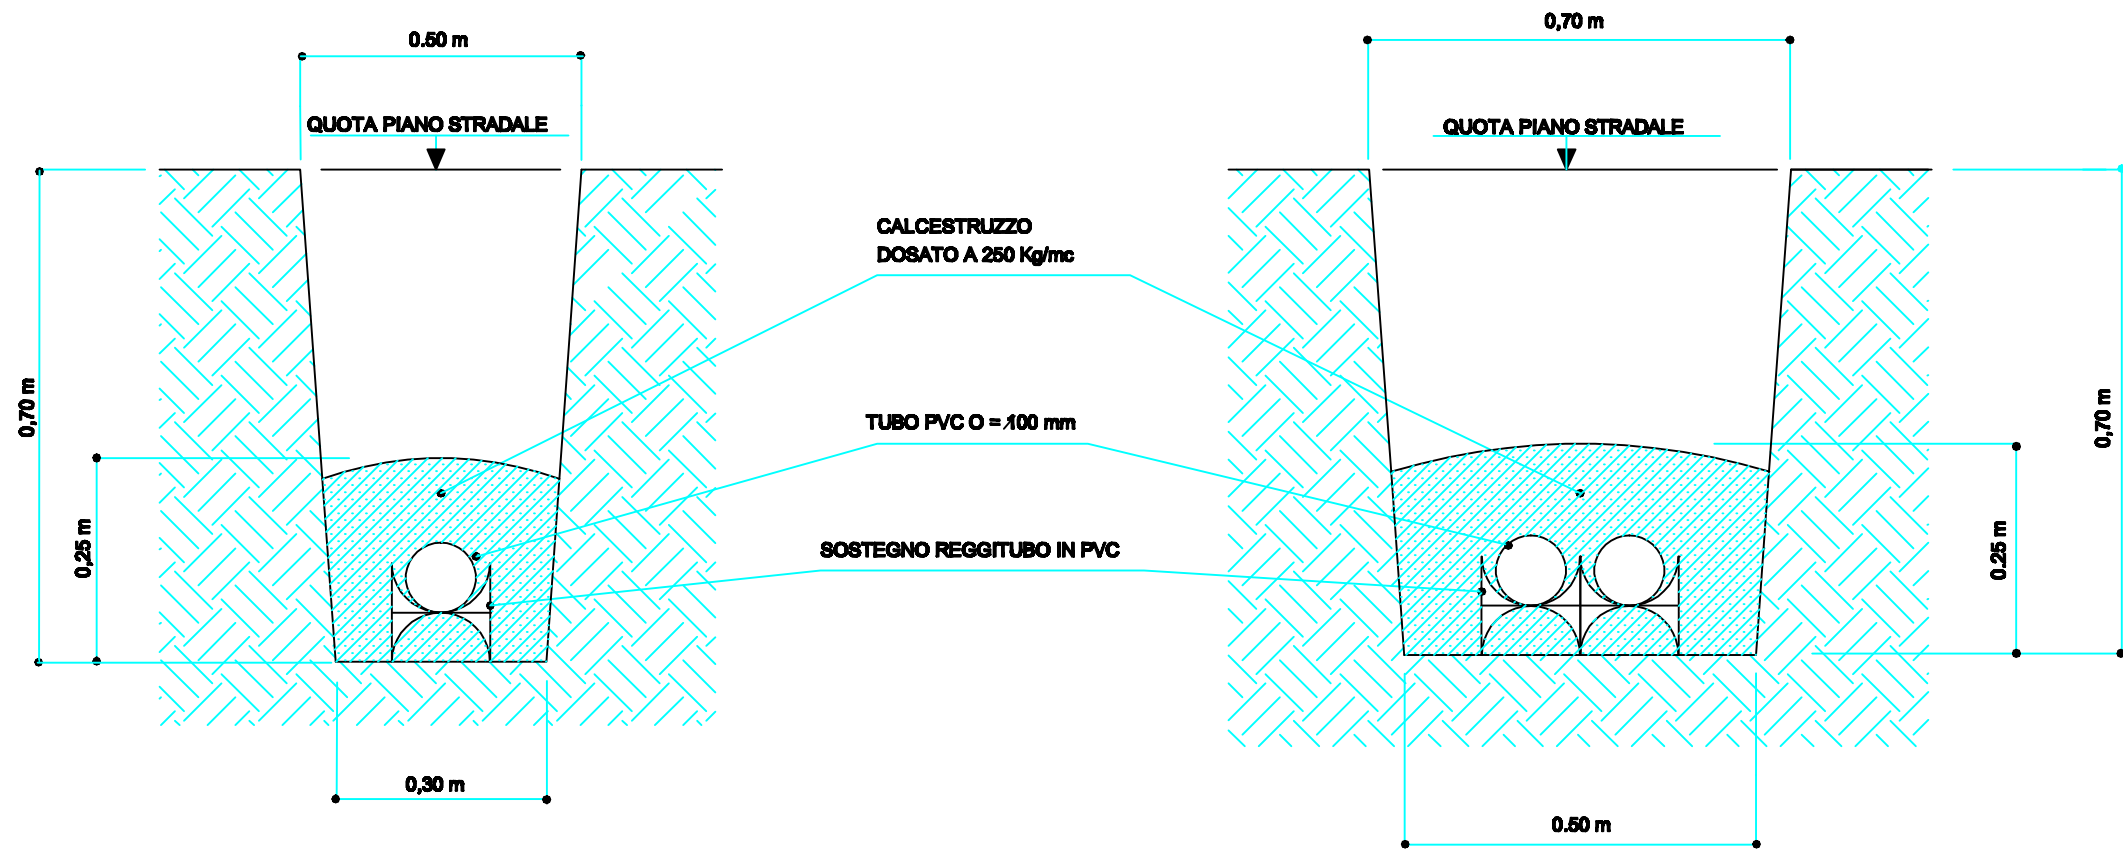 0.50 m
0,70 m
QUOTA PIANO STRADALE
QUOTA PIANO STRADALE
CALCESTRUZZO
DOSATO A 250 Kg/mc
0,70 m
0,70 m
TUBO PVC O = 100 mm
0,25 m
0.25 m
SOSTEGNO REGGITUBO IN PVC
0,30 m
0.50 m